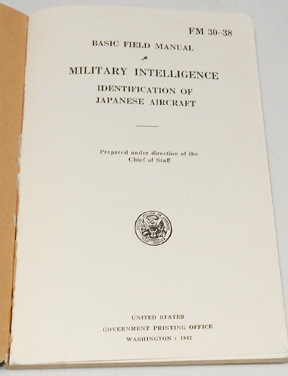 FM 30-38
BASIC FIELD MANUAL
MILITARY INTELLIGENCE
IDENTIFICATION OF
JAPANESE AIRCRAFT
Prepared under direction of the
Chief of Staff
UNITED STATES
GOVERNMENT PRINTING OFFICE
WASHINGTON : 1942